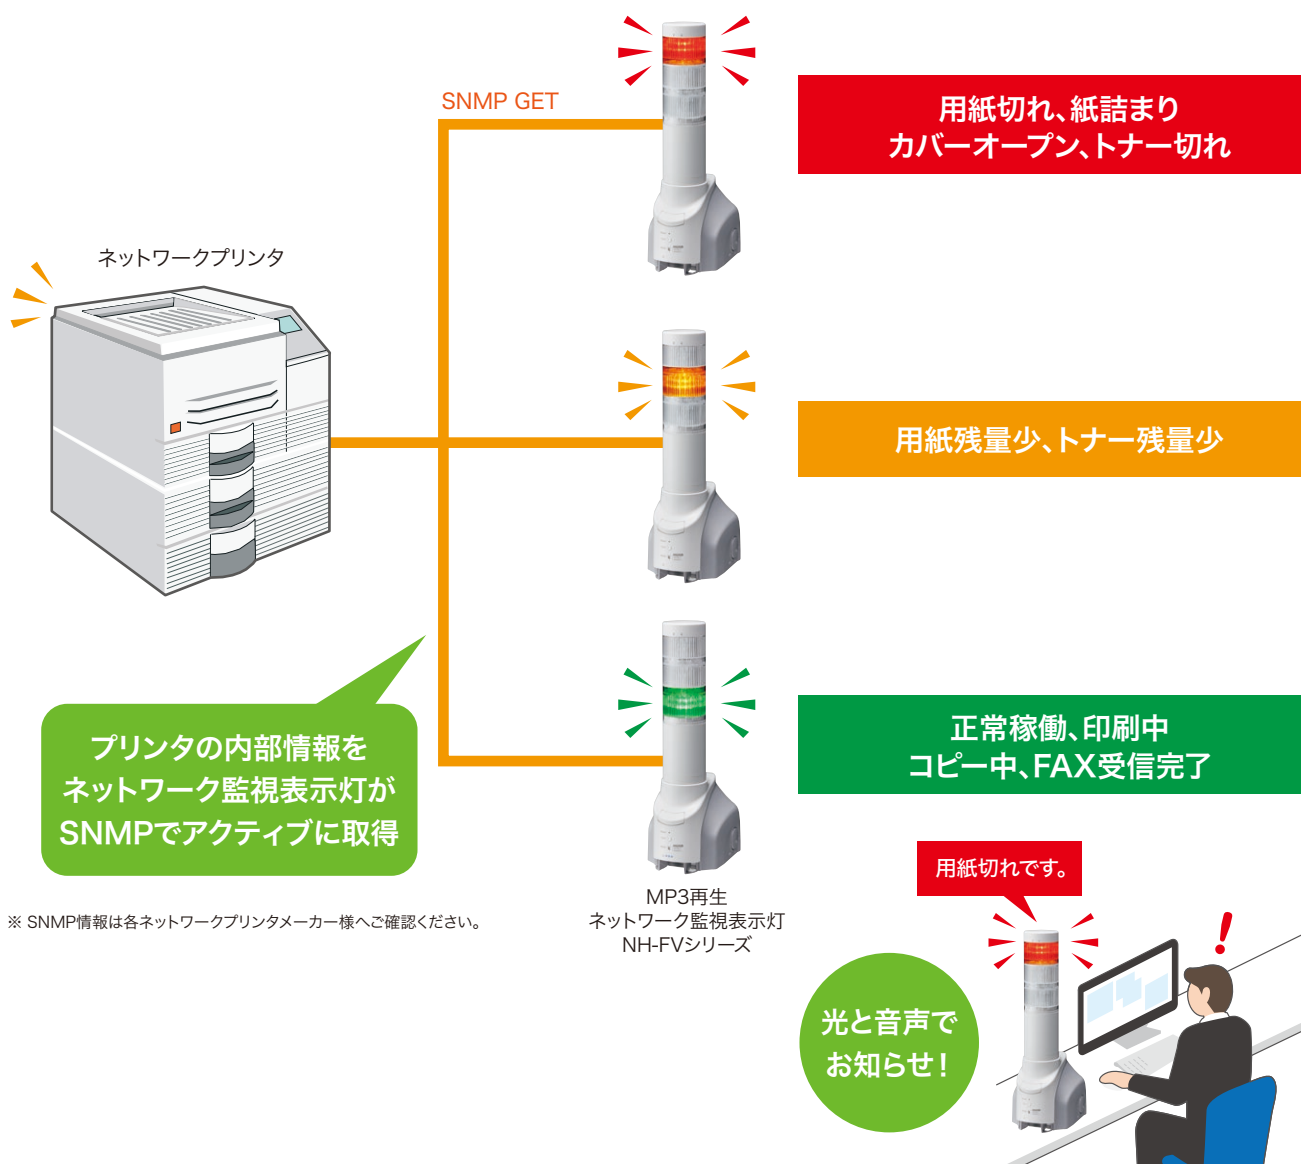 SNMP GET
用紙切れ、紙詰まり
カバーオープン、トナー切れ
ネットワークプリンタ
用紙残量少、トナー残量少
プリンタの内部情報を
ネットワーク監視表示灯が
SNMPでアクティブに取得
正常稼働、印刷中
コピー中、FAX受信完了
※ SNMP情報は各ネットワークプリンタメーカー様へご確認ください。
MP3再生
ネットワーク監視表示灯
NH-FVシリーズ
用紙切れです。
光と音声で
お知らせ!